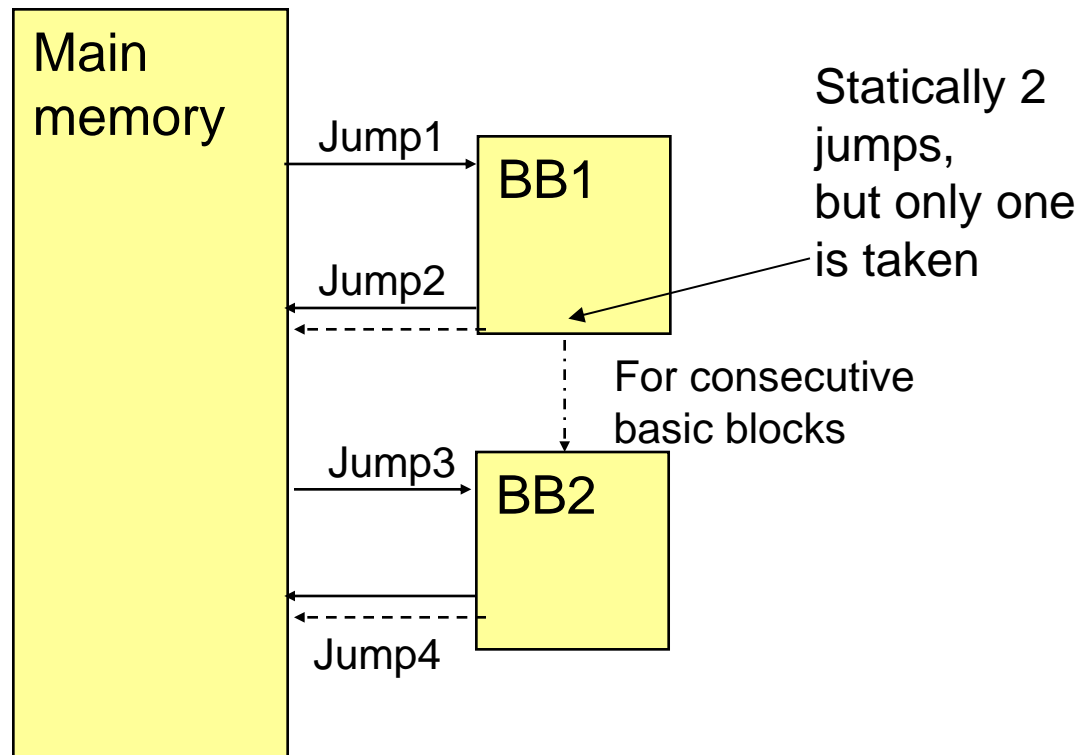 Main
memory
Jump1
BB1
Statically 2
jumps,
but only one
is taken
Jump2
For consecutive
basic blocks
Jump3
BB2
Jump4